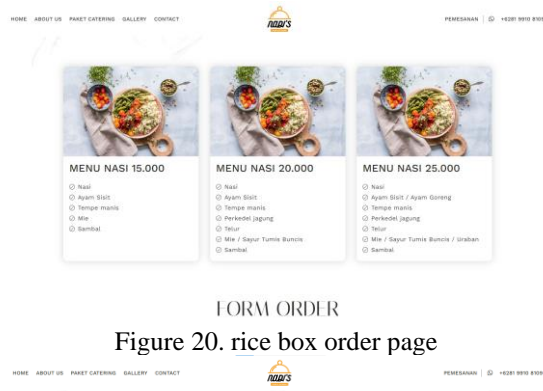 HOME ABOUT US PAKET CATERING GALLERY CONTACT NAPI'S PEMESANAN +6281 9910 8109
MENU NASI 15.000
Nasi
Ayam Sisit
Tempe manis
Mie
Sambal
MENU NASI 20.000
Nasi
Ayam Sisit
Tempe manis
Perkedel jagung
Telur
Mie / Sayur Tumis Buncis
Sambal
MENU NASI 25.000
Nasi
Ayam Sisit / Ayam Goreng
Tempe manis
Perkedel jagung
Telur
Mie / Sayur Tumis Buncis / Uraban
Sambal
FORM ORDER
Figure 20. rice box order page
HOME ABOUT US PAKET CATERING GALLERY CONTACT NAPI'S PEMESANAN +6281 9910 8109